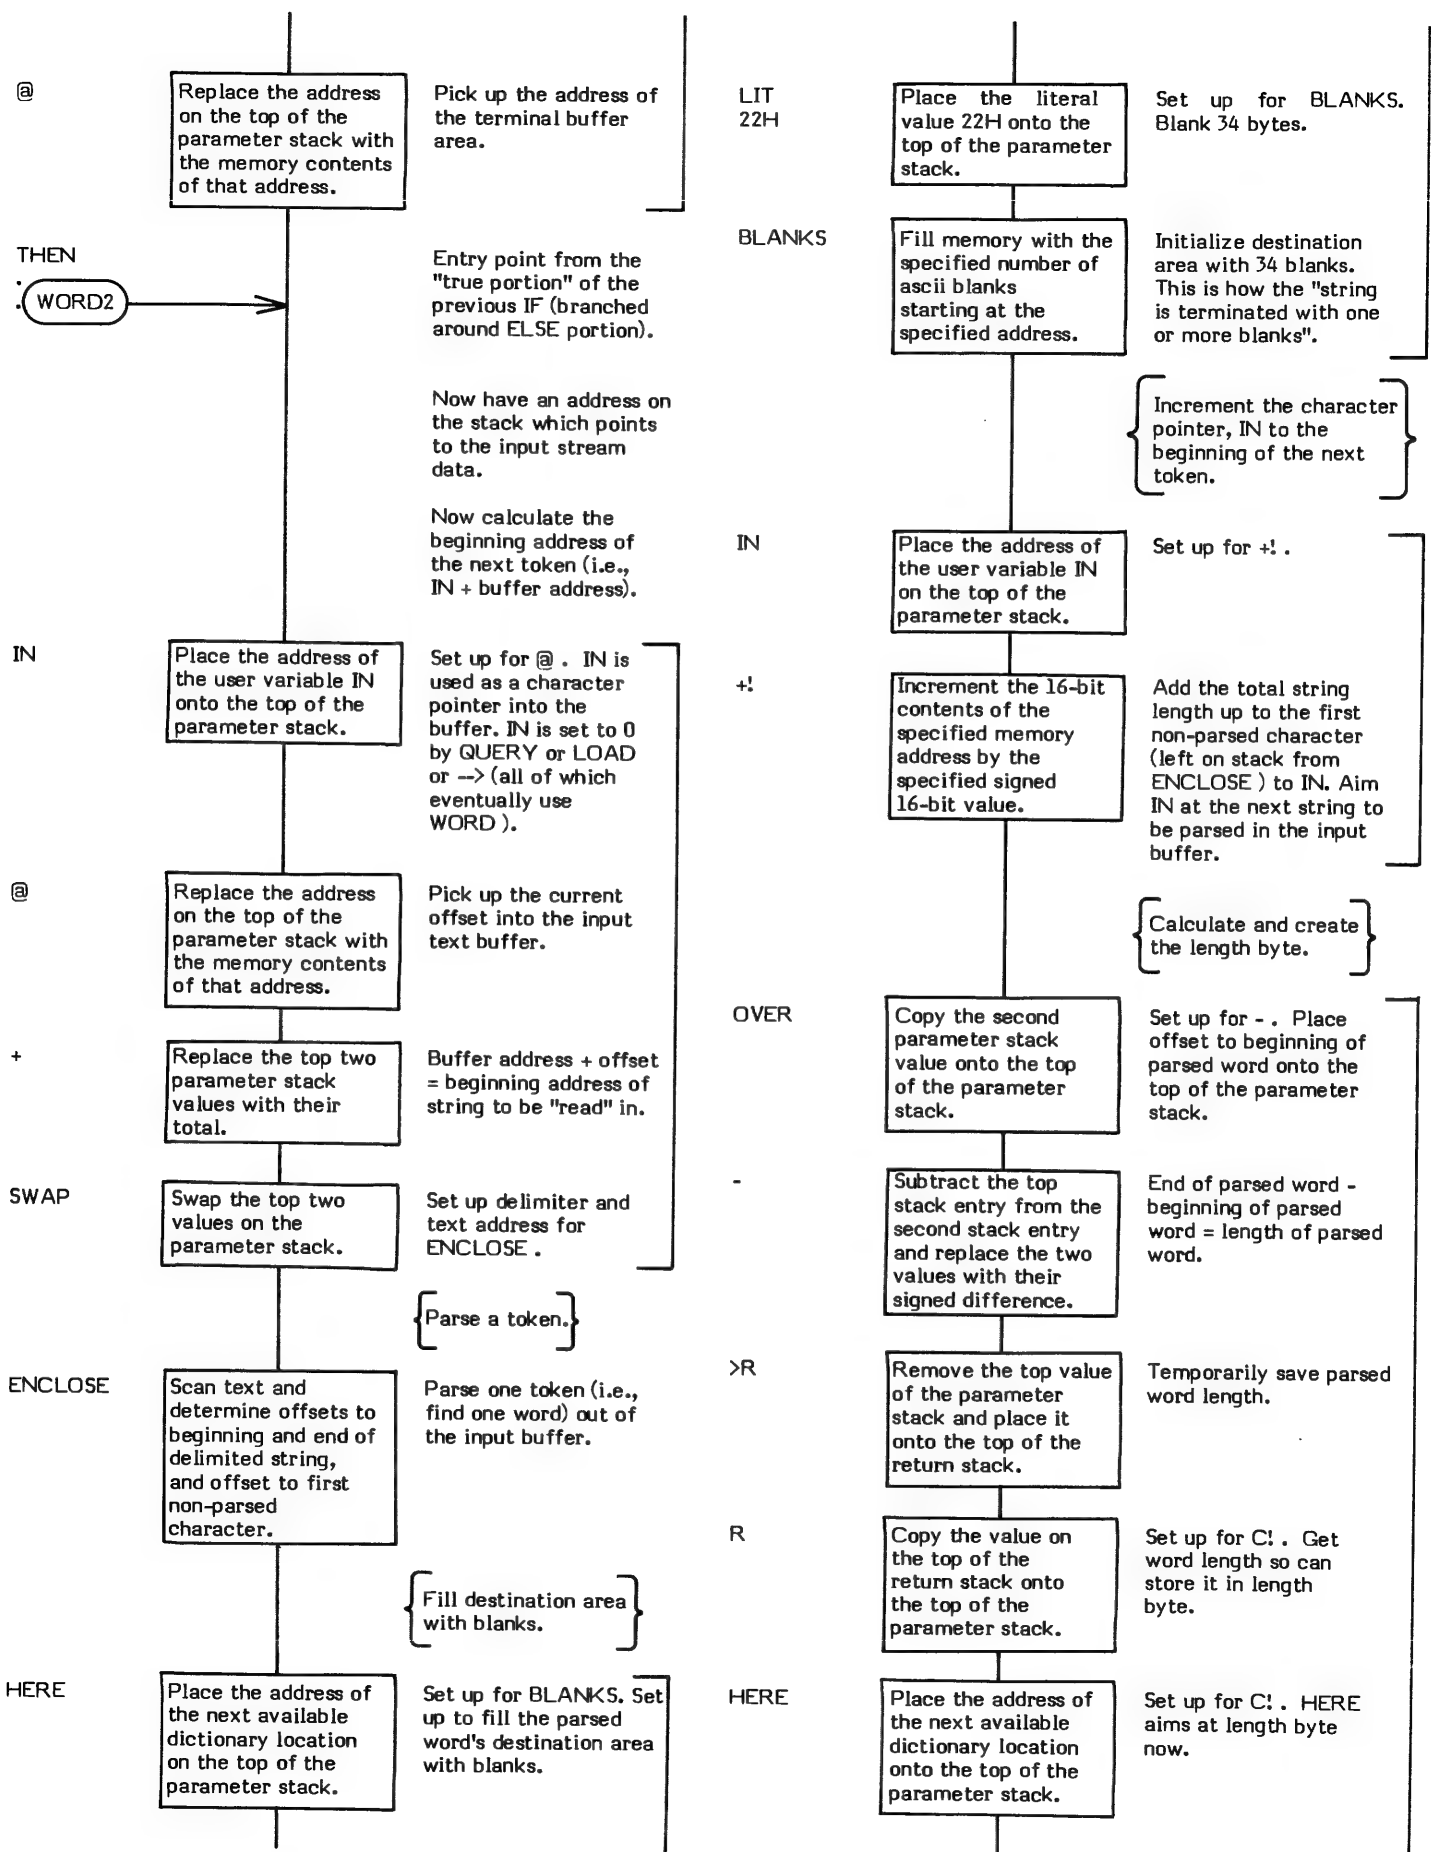 @
Replace the address
on the top of the
parameter stack with
the memory contents
of that address.
Pick up the address of
the terminal buffer
area.
THEN
: WORD2
Entry point from the
"true portion" of the
previous IF (branched
around ELSE portion).
Now have an address on
the stack which points
to the input stream
data.
Now calculate the
beginning address of
the next token (i.e.,
IN + buffer address).
IN
Place the address of
the user variable IN
onto the top of the
parameter stack.
Set up for @ . IN is
used as a character
pointer into the
buffer. IN is set to 0
by QUERY or LOAD
or --> (all of which
eventually use
WORD ).
@
Replace the address
on the top of the
parameter stack with
the memory contents
of that address.
Pick up the current
offset into the input
text buffer.
+
Replace the top two
parameter stack
values with their
total.
Buffer address + offset
= beginning address of
string to be "read" in.
SWAP
Swap the top two
values on the
parameter stack.
Set up delimiter and
text address for
ENCLOSE .
{Parse a token.}
ENCLOSE
Scan text and
determine offsets to
beginning and end of
delimited string,
and offset to first
non-parsed
character.
Parse one token (i.e.,
find one word) out of
the input buffer.
{Fill destination area
with blanks.}
HERE
Place the address of
the next available
dictionary location
on the top of the
parameter stack.
Set up for BLANKS. Set
up to fill the parsed
word's destination area
with blanks.
LIT
22H
Place the literal
value 22H onto the
top of the parameter
stack.
Set up for BLANKS.
Blank 34 bytes.
BLANKS
Fill memory with the
specified number of
ascii blanks
starting at the
specified address.
Initialize destination
area with 34 blanks.
This is how the "string
is terminated with one
or more blanks".
{Increment the character
pointer, IN to the
beginning of the next
token.}
IN
Place the address of
the user variable IN
on the top of the
parameter stack.
Set up for +! .
+!
Increment the 16-bit
contents of the
specified memory
address by the
specified signed
16-bit value.
Add the total string
length up to the first
non-parsed character
(left on stack from
ENCLOSE ) to IN. Aim
IN at the next string to
be parsed in the input
buffer.
{Calculate and create
the length byte.}
OVER
Copy the second
parameter stack
value onto the top
of the parameter
stack.
Set up for - . Place
offset to beginning of
parsed word onto the
top of the parameter
stack.
-
Subtract the top
stack entry from the
second stack entry
and replace the two
values with their
signed difference.
End of parsed word -
beginning of parsed
word = length of parsed
word.
>R
Remove the top value
of the parameter
stack and place it
onto the top of the
return stack.
Temporarily save parsed
word length.
R
Copy the value on
the top of the
return stack onto
the top of the
parameter stack.
Set up for C! . Get
word length so can
store it in length
byte.
HERE
Place the address of
the next available
dictionary location
onto the top of the
parameter stack.
Set up for C! . HERE
aims at length byte
now.